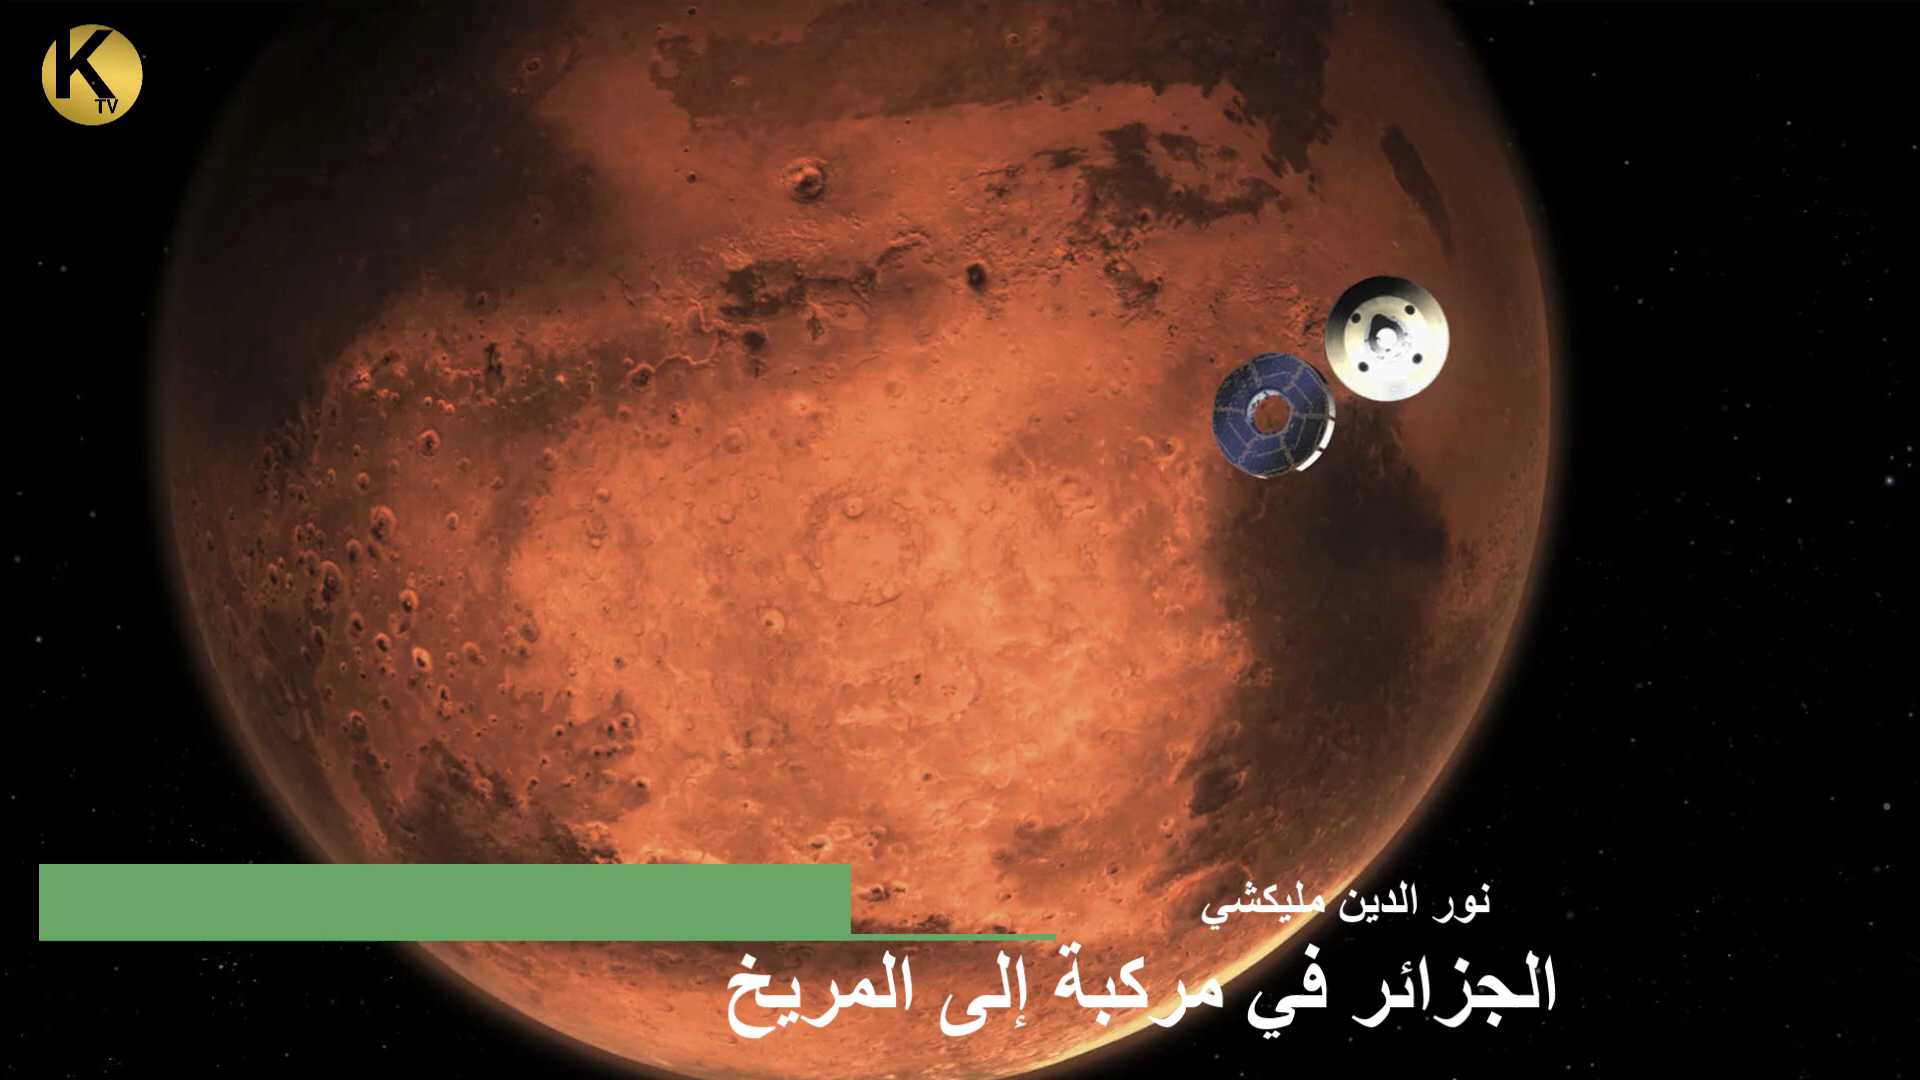 K
TV
نور الدين مليكشي
الجزائر في مركبة إلى المريخ